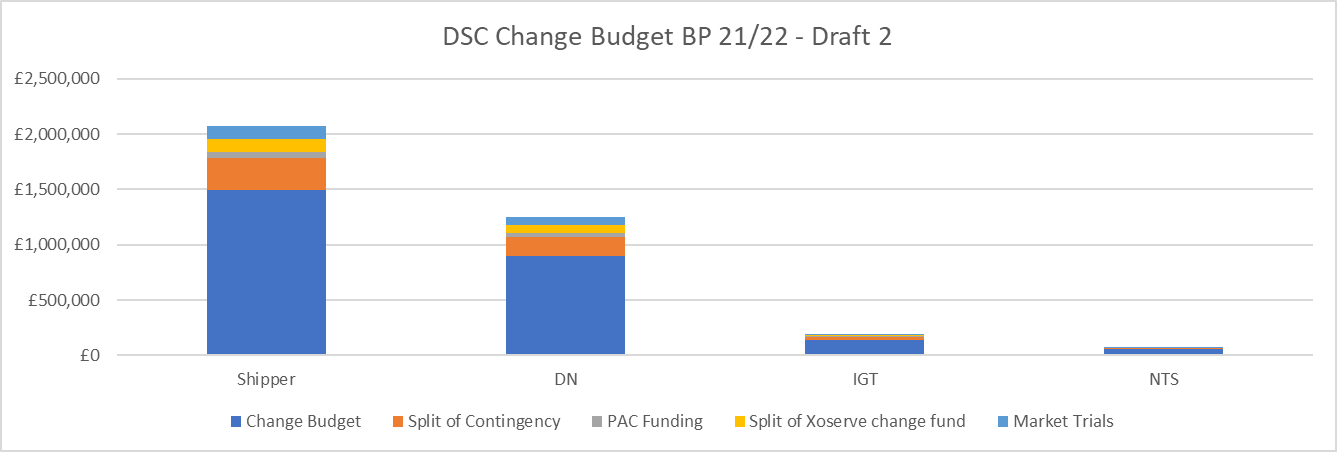 DSC Change Budget BP 21/22 - Draft 2
£2,500,000
£2,000,000
£1,500,000
£1,000,000
£500,000
£0
Shipper DN IGT NTS
Change Budget Split of Contingency PAC Funding Split of Xoserve change fund Market Trials